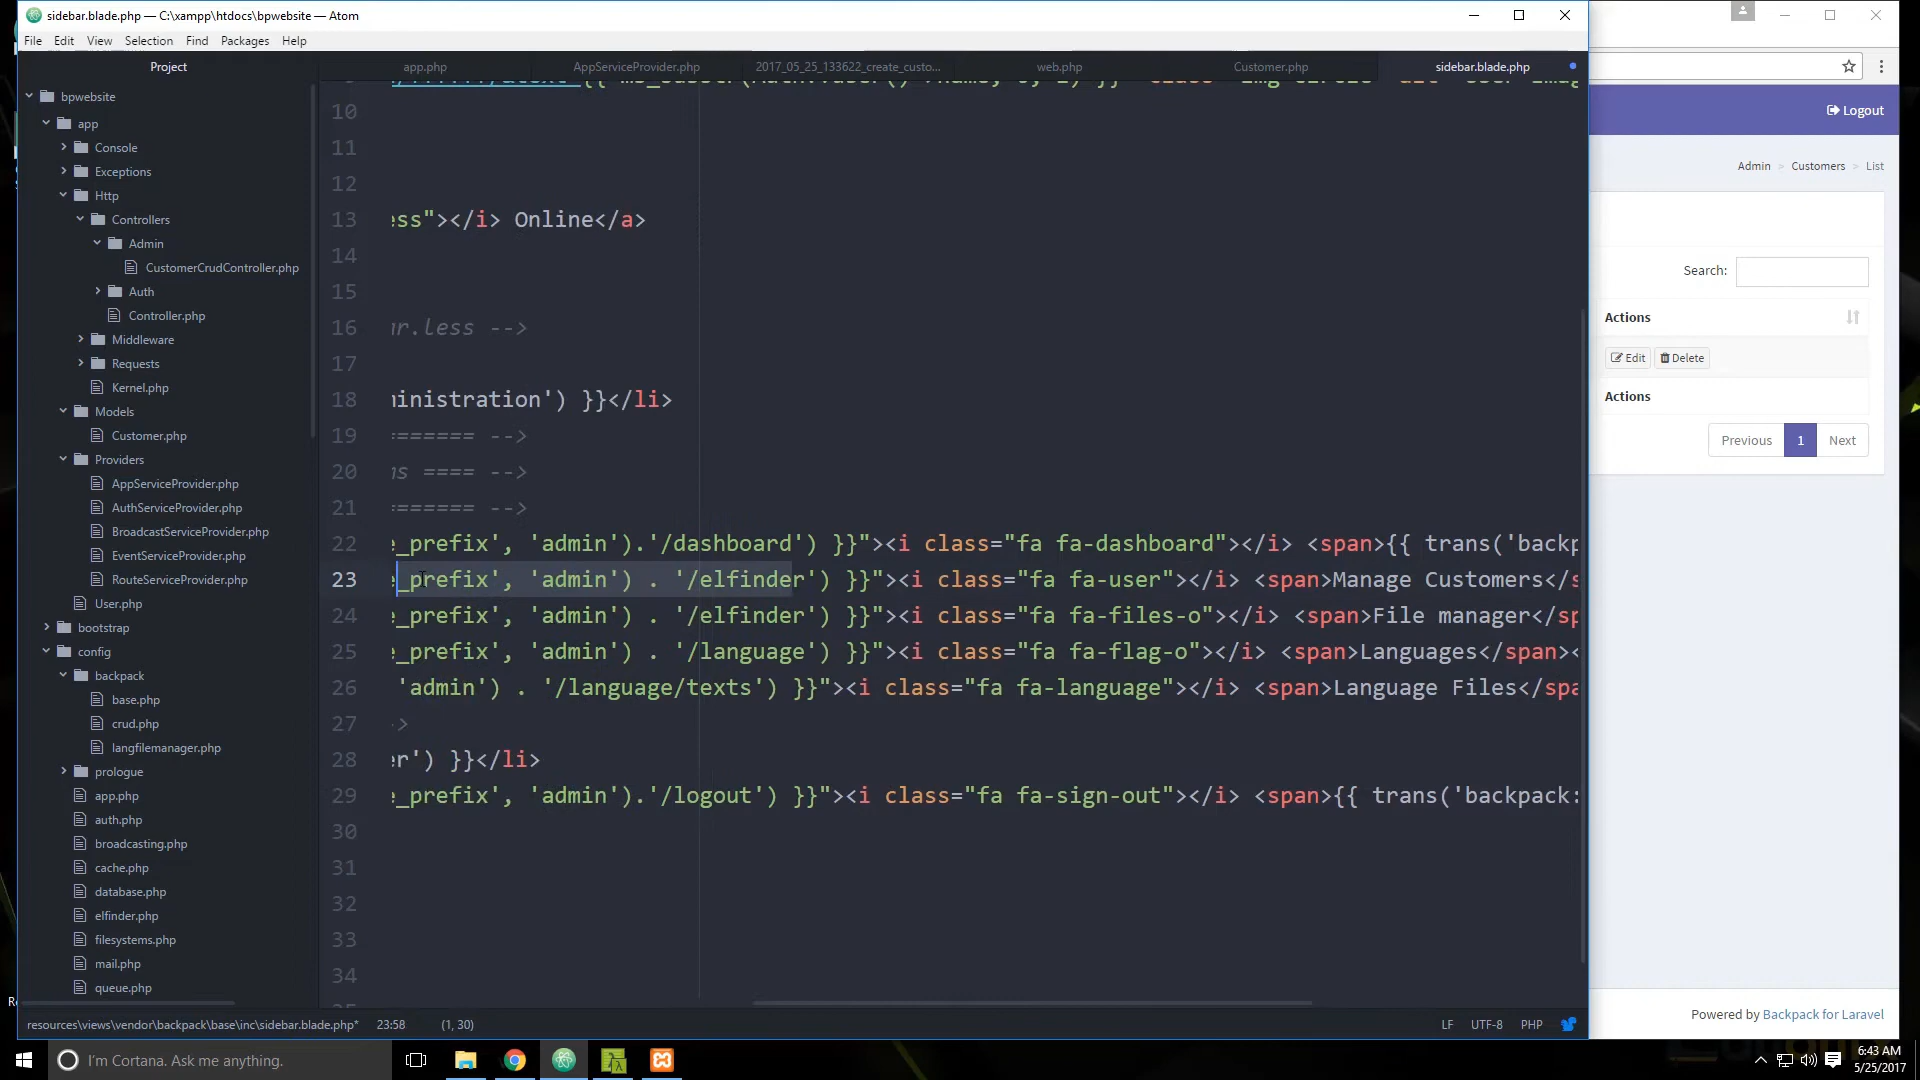 sidebar.blade.php — C:\xampp\htdocs\bpwebsite — Atom
File Edit View Selection Find Packages Help
Project
app.php AppServiceProvider.php 2017_05_25_133622_create_custo... web.php Customer.php sidebar.blade.php
bpwebsite
app
Console
Exceptions
Http
Controllers
Admin
CustomerCrudController.php
Auth
Controller.php
Middleware
Requests
Kernel.php
Models
Customer.php
Providers
AppServiceProvider.php
AuthServiceProvider.php
BroadcastServiceProvider.php
EventServiceProvider.php
RouteServiceProvider.php
User.php
bootstrap
config
backpack
base.php
crud.php
langfilemanager.php
prologue
app.php
auth.php
broadcasting.php
cache.php
database.php
elfinder.php
filesystems.php
mail.php
queue.php
10
11
12
13 ess"></i> Online</a>
14
15
16 ar.less -->
17
18 ministration') }}</li>
19 ======= -->
20 ns ==== -->
21 ======= -->
22 e_prefix', 'admin').'/dashboard') }}"><i class="fa fa-dashboard"></i> <span>{{ trans('backp
23 e_prefix', 'admin') . '/elfinder') }}"><i class="fa fa-user"></i> <span>Manage Customers</s
24 e_prefix', 'admin') . '/elfinder') }}"><i class="fa fa-files-o"></i> <span>File manager</sp
25 e_prefix', 'admin') . '/language') }}"><i class="fa fa-flag-o"></i> <span>Languages</span><
26 'admin') . '/language/texts') }}"><i class="fa fa-language"></i> <span>Language Files</spa
27 ->
28 er') }}</li>
29 e_prefix', 'admin').'/logout') }}"><i class="fa fa-sign-out"></i> <span>{{ trans('backpack:
30
31
32
33
34
resources\views\vendor\backpack\base\inc\sidebar.blade.php* 23:58 (1, 30) LF UTF-8 PHP
Logout
Admin > Customers > List
Search:
Actions
Edit Delete
Actions
Previous 1 Next
Powered by Backpack for Laravel
I'm Cortana. Ask me anything.
6:43 AM
5/25/2017